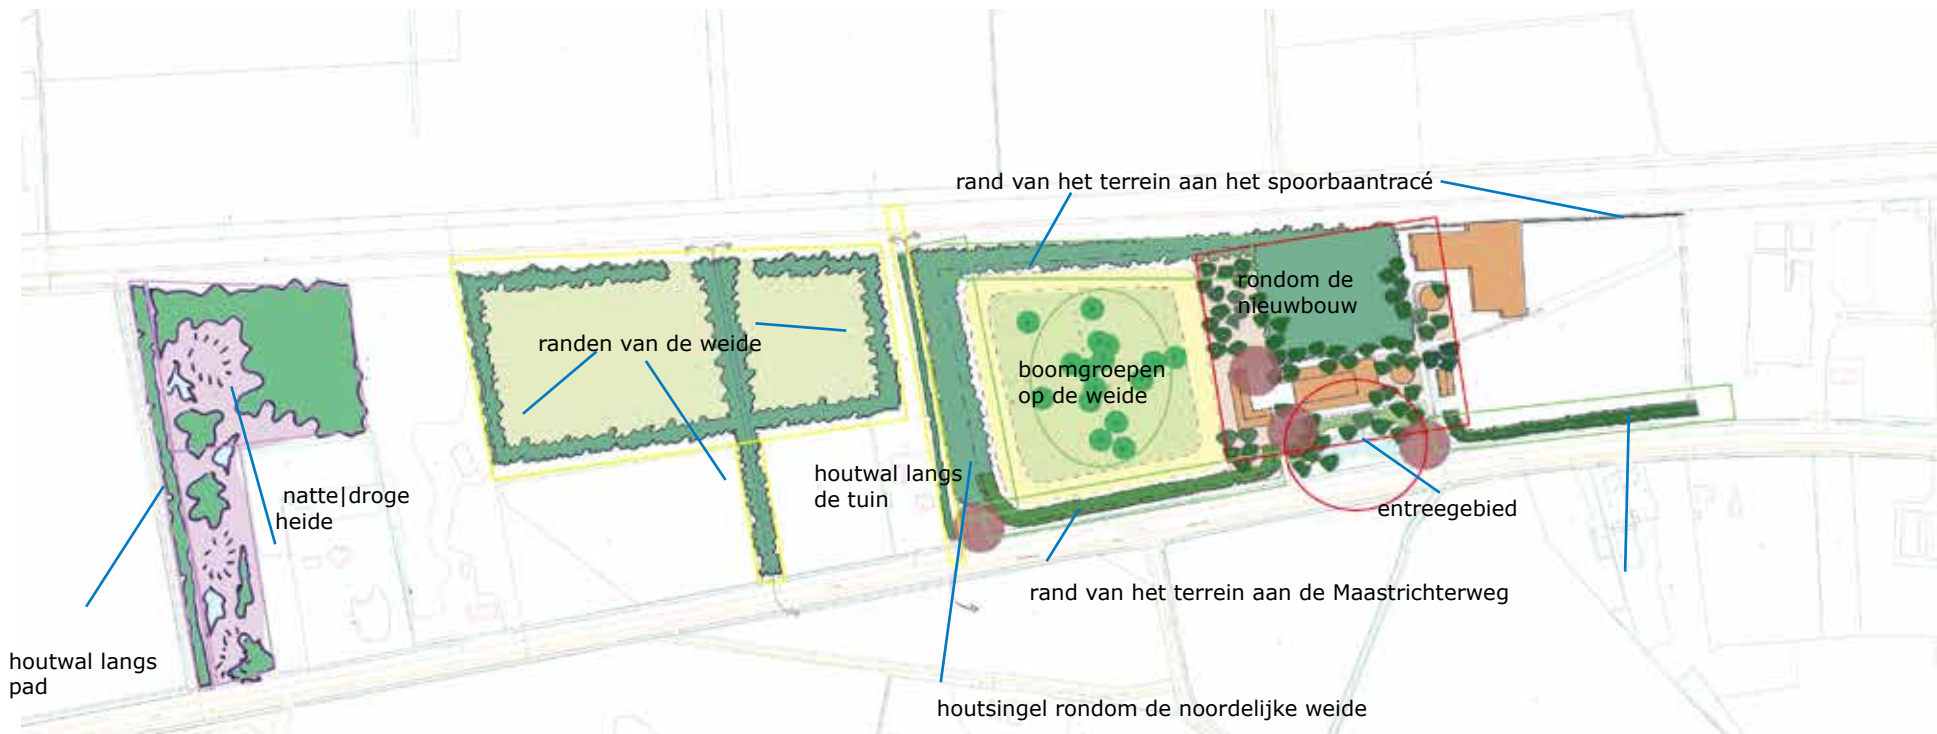 rand van het terrein aan het spoorbaantracé
rondom de
nieuwbouw
randen van de weide
boomgroepen
op de weide
houtwal langs
de tuin
natte|droge
heide
entreegebied
rand van het terrein aan de Maastrichterweg
houtwal langs
pad
houtsingel rondom de noordelijke weide